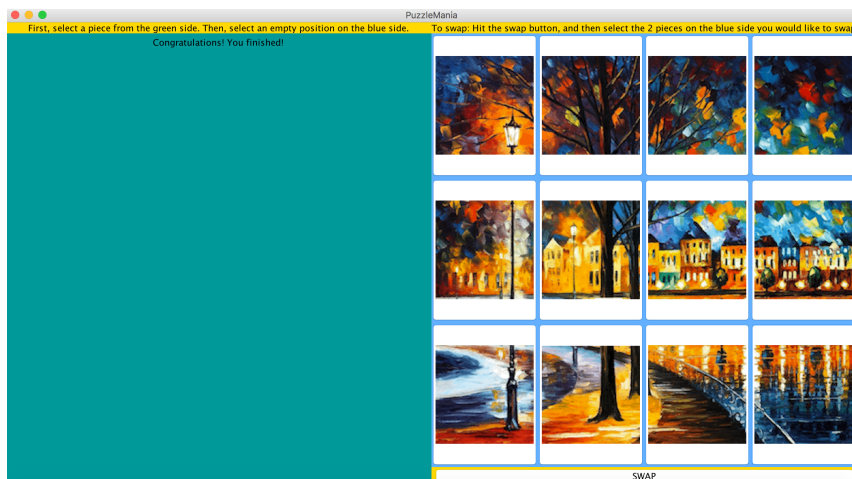 PuzzleMania
First, select a piece from the green side. Then, select an empty position on the blue side.
To swap: Hit the swap button, and then select the 2 pieces on the blue side you would like to swap
Congratulations! You finished!
SWAP